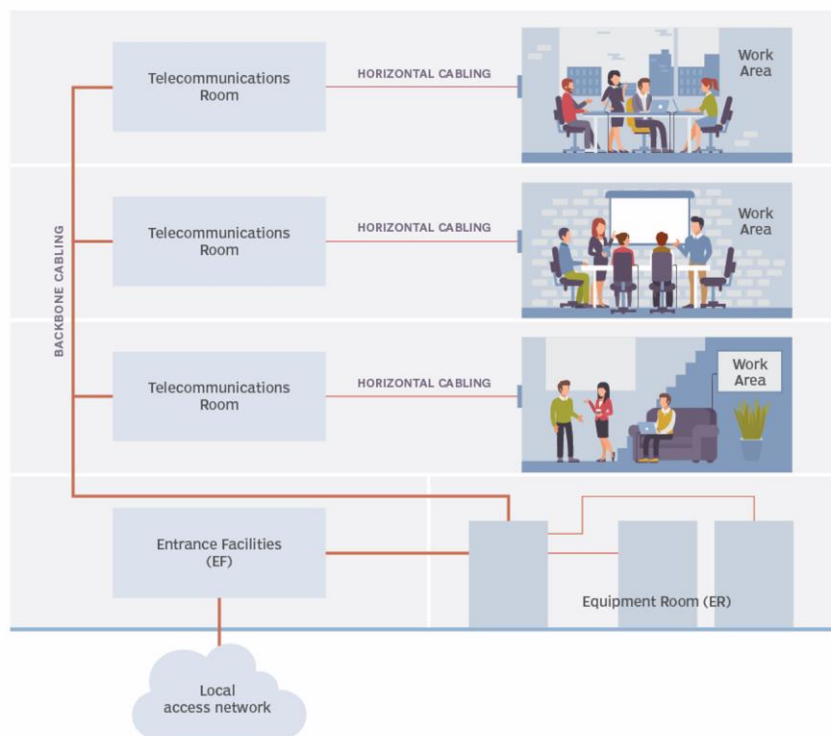 Telecommunications
Room
HORIZONTAL CABLING
Work
Area
Telecommunications
Room
HORIZONTAL CABLING
Work
Area
BACKBONE CABLING
Telecommunications
Room
HORIZONTAL CABLING
Work
Area
Entrance Facilities
(EF)
Equipment Room (ER)
Local
access network